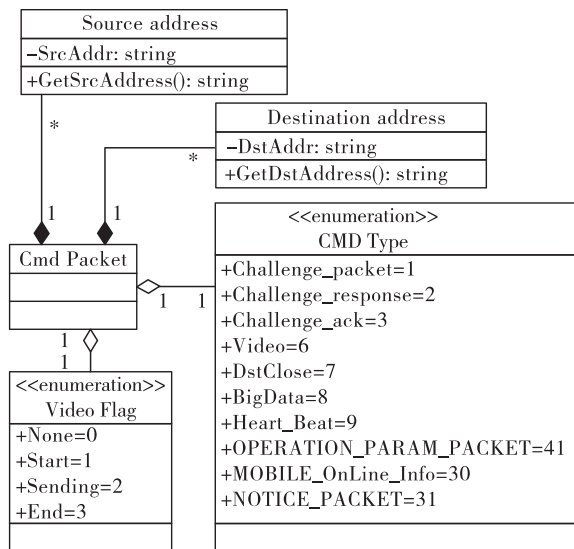 Source address
–SrcAddr: string
+GetSrcAddress(): string
*
Destination address
–DstAddr: string
+GetDstAddress(): string
*
1
1
Cmd Packet
1
1
<<enumeration>>
CMD Type
+Challenge_packet=1
+Challenge_response=2
+Challenge_ack=3
+Video=6
+DstClose=7
+BigData=8
+Heart_Beat=9
+OPERATION_PARAM_PACKET=41
+MOBILE_OnLine_Info=30
+NOTICE_PACKET=31
1
1
<<enumeration>>
Video Flag
+None=0
+Start=1
+Sending=2
+End=3